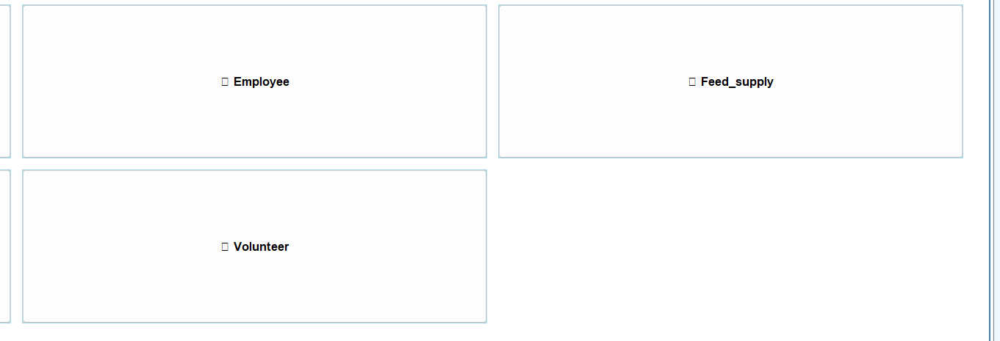 ▯ Employee
▯ Feed_supply
▯ Volunteer